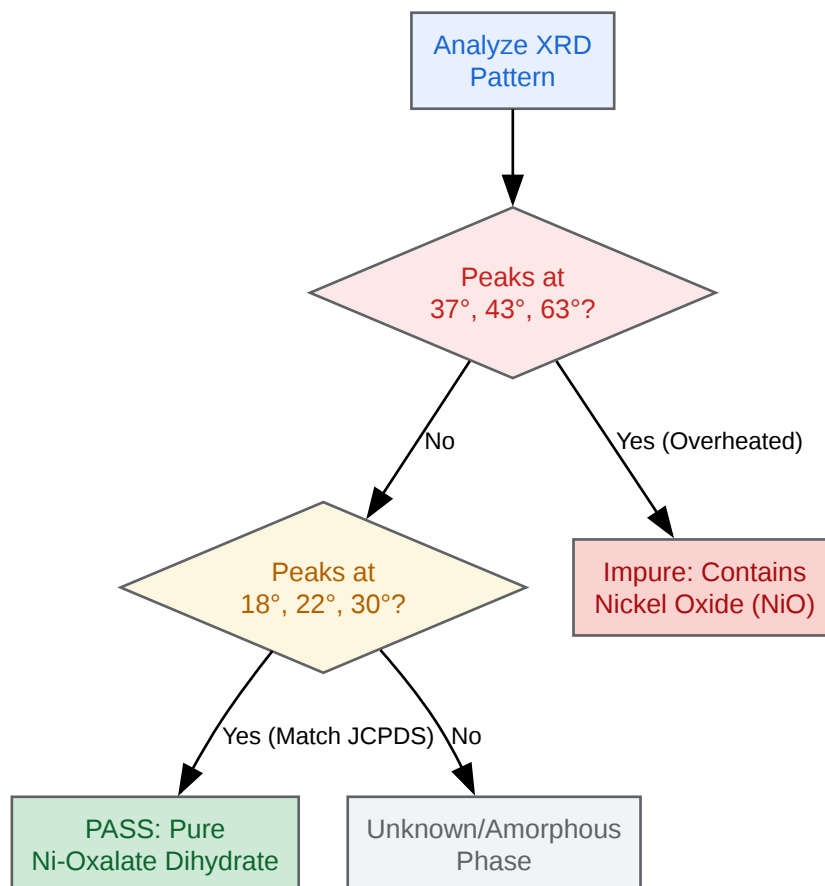 Analyze XRD
Pattern
Peaks at
37°, 43°, 63°?
No
Yes (Overheated)
Peaks at
18°, 22°, 30°?
Impure: Contains
Nickel Oxide (NiO)
Yes (Match JCPDS)
No
PASS: Pure
Ni-Oxalate Dihydrate
Unknown/Amorphous
Phase